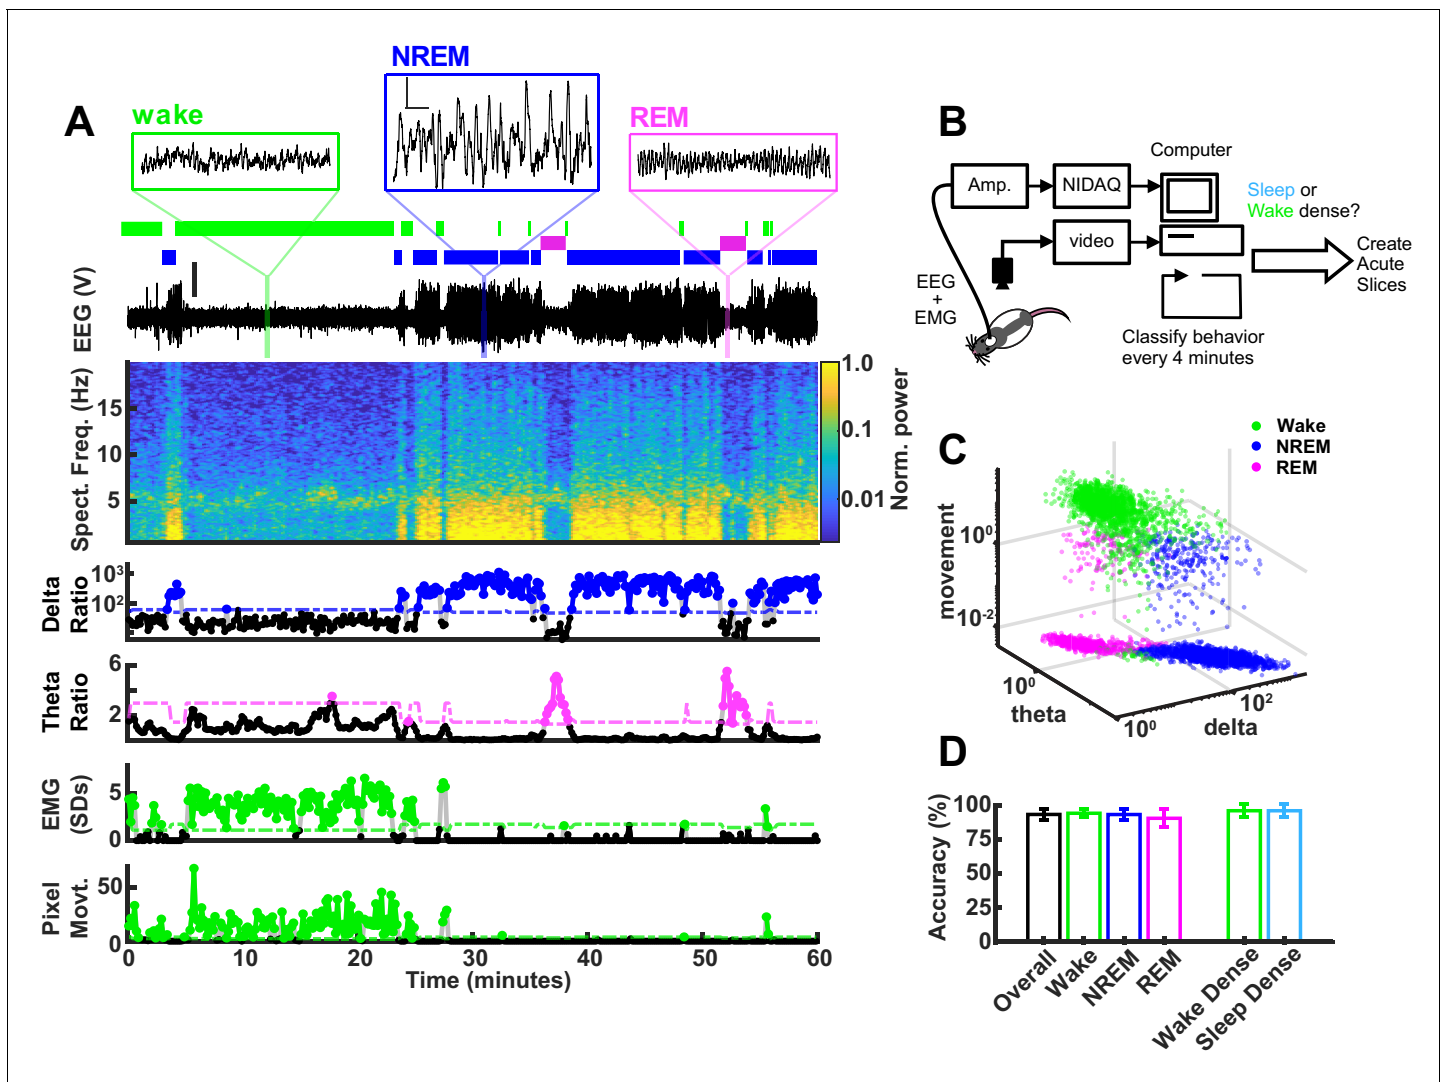 A
wake
NREM
REM
EEG (V)
Spect. Freq. (Hz)
15
10
5
1.0
0.1
0.01
Norm. power
Delta
Ratio
10³
10²
Theta
Ratio
6
2
EMG
(SDs)
5
0
Pixel
Movt.
50
0
0
10
20
30
40
50
60
Time (minutes)
B
Amp.
NIDAQ
Computer
video
EEG
+
EMG
Sleep or
Wake dense?
Classify behavior
every 4 minutes
Create
Acute
Slices
C
Wake
NREM
REM
movement
10⁰
10⁻²
10⁰
theta
10⁰
10²
delta
D
Accuracy (%)
100
75
50
25
0
Overall
Wake
NREM
REM
Wake Dense
Sleep Dense